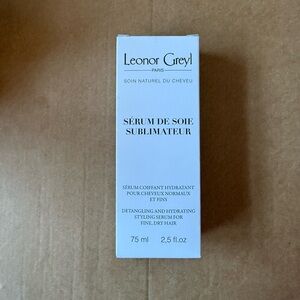 Leonor Greyl
PARIS
SOIN NATUREL DU CHEVEU
SÉRUM DE SOIE
SUBLIMATEUR
SÉRUM COIFFANT HYDRATANT
POUR CHEVEUX NORMAUX
ET FINS
DETANGLING AND HYDRATING
STYLING SERUM FOR
FINE, DRY HAIR
75 ml 2,5 fl.oz